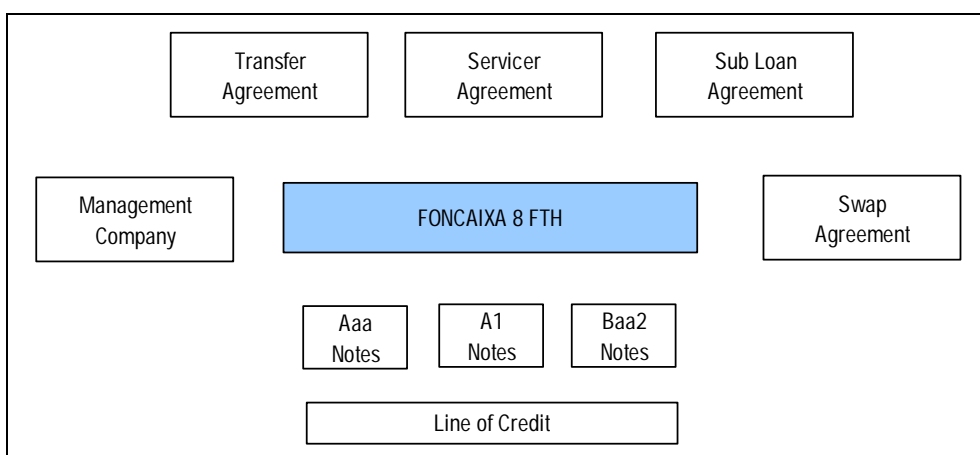 Transfer
Agreement
Servicer
Agreement
Sub Loan
Agreement
Management
Company
FONCAIXA 8 FTH
Swap
Agreement
Aaa
Notes
A1
Notes
Baa2
Notes
Line of Credit